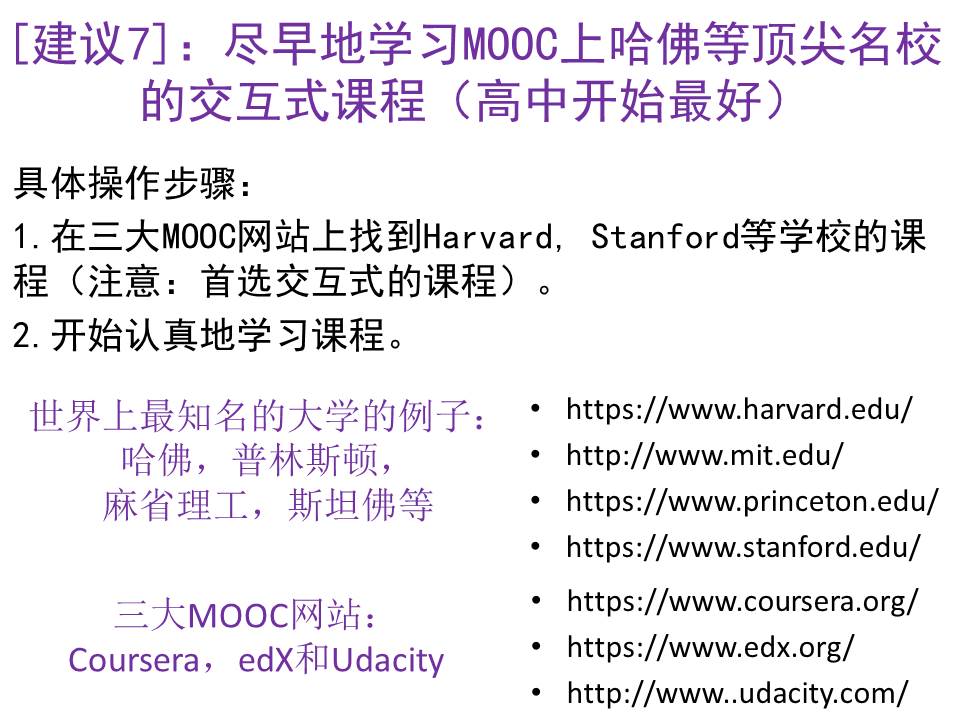 [建议7]：尽早地学习MOOC上哈佛等顶尖名校
的交互式课程（高中开始最好）
具体操作步骤：
1.在三大MOOC网站上找到Harvard, Stanford等学校的课
程（注意：首选交互式的课程）。
2.开始认真地学习课程。
世界上最知名的大学的例子：
哈佛，普林斯顿，
麻省理工，斯坦佛等
• https://www.harvard.edu/
• http://www.mit.edu/
• https://www.princeton.edu/
• https://www.stanford.edu/
三大MOOC网站：
Coursera，edX和Udacity
• https://www.coursera.org/
• https://www.edx.org/
• http://www..udacity.com/